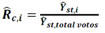 R̂c,i = Ŷst,i / Ŷst,total votos